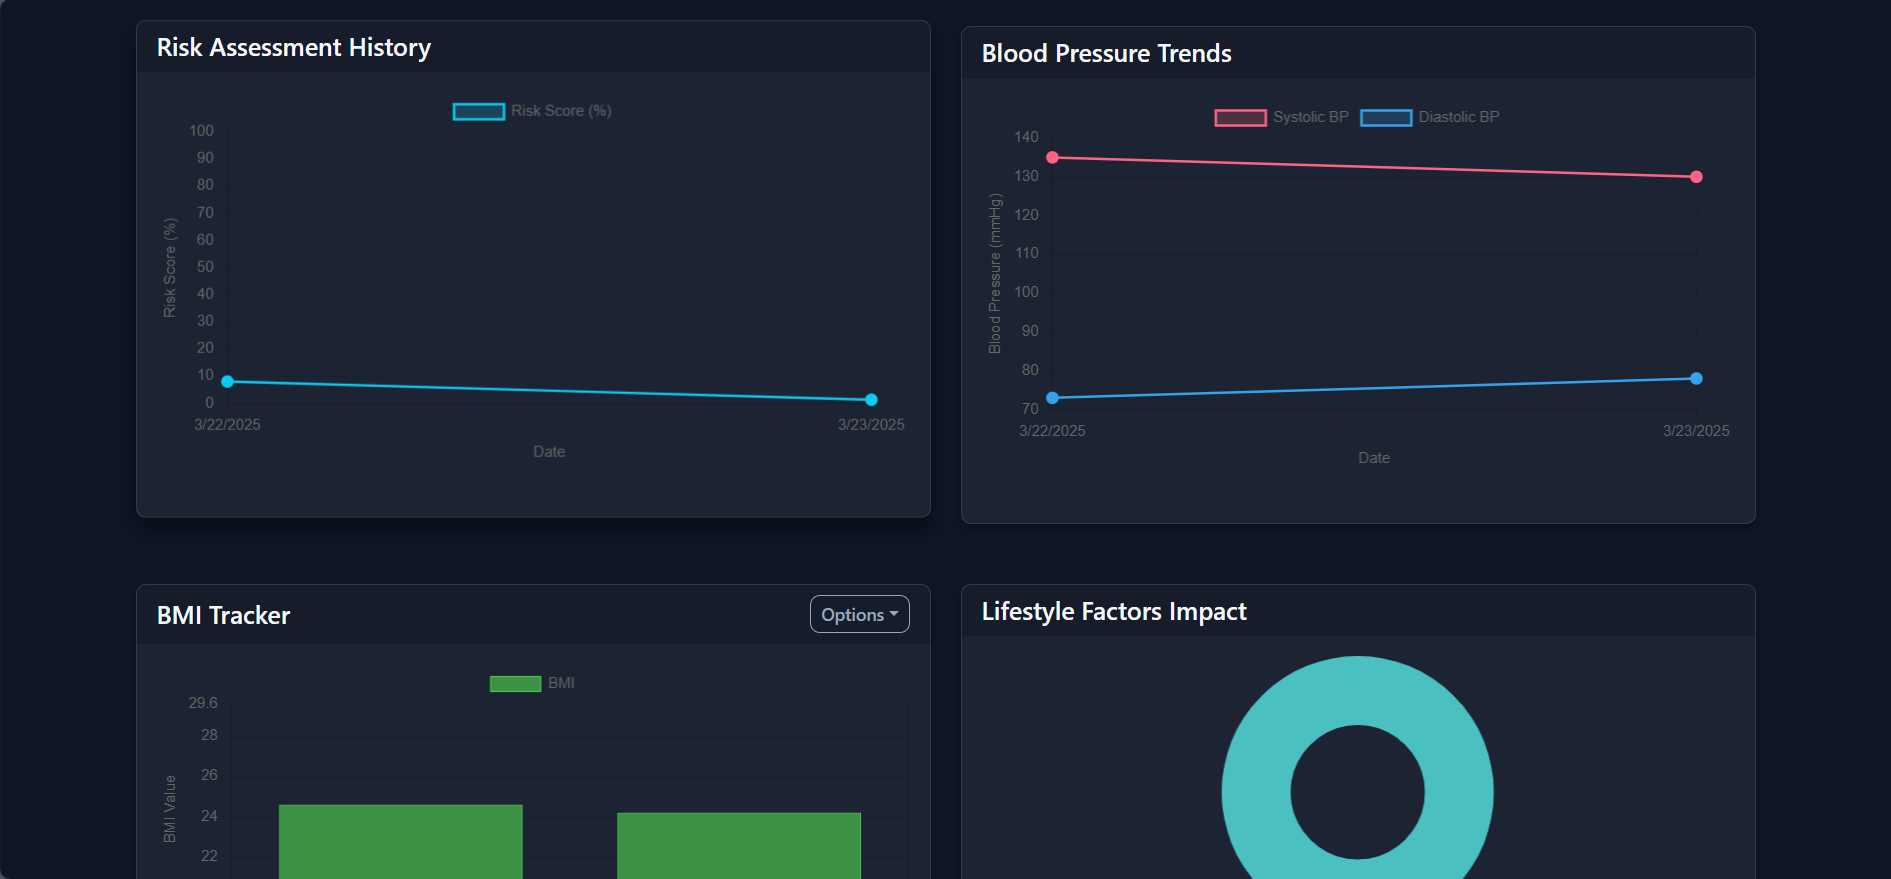 Risk Assessment History
Risk Score (%)
100
90
80
70
60
50
40
30
20
10
0
Risk Score (%)
3/22/2025 3/23/2025
Date
Blood Pressure Trends
Systolic BP Diastolic BP
140
130
120
110
100
90
80
70
Blood Pressure (mmHg)
3/22/2025 3/23/2025
Date
BMI Tracker
Options
BMI
29.6
28
26
24
22
BMI Value
Lifestyle Factors Impact